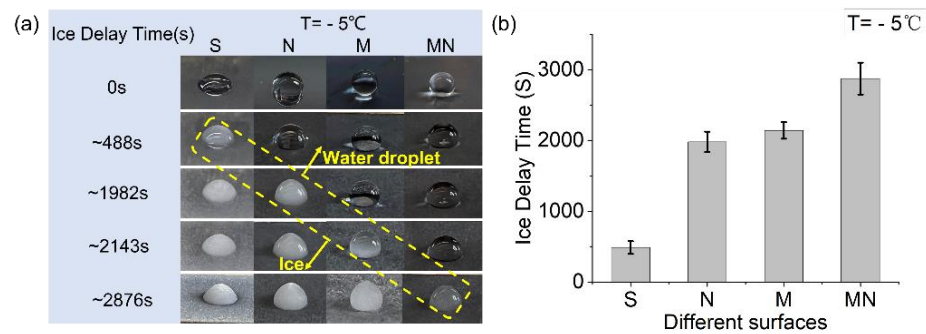 (a)
T= - 5℃
Ice Delay Time(s)
S N M MN
0s
~488s
Water droplet
~1982s
~2143s
Ice
~2876s
(b)
T= - 5℃
Ice Delay Time (S)
3000
2000
1000
0
S N M MN
Different surfaces